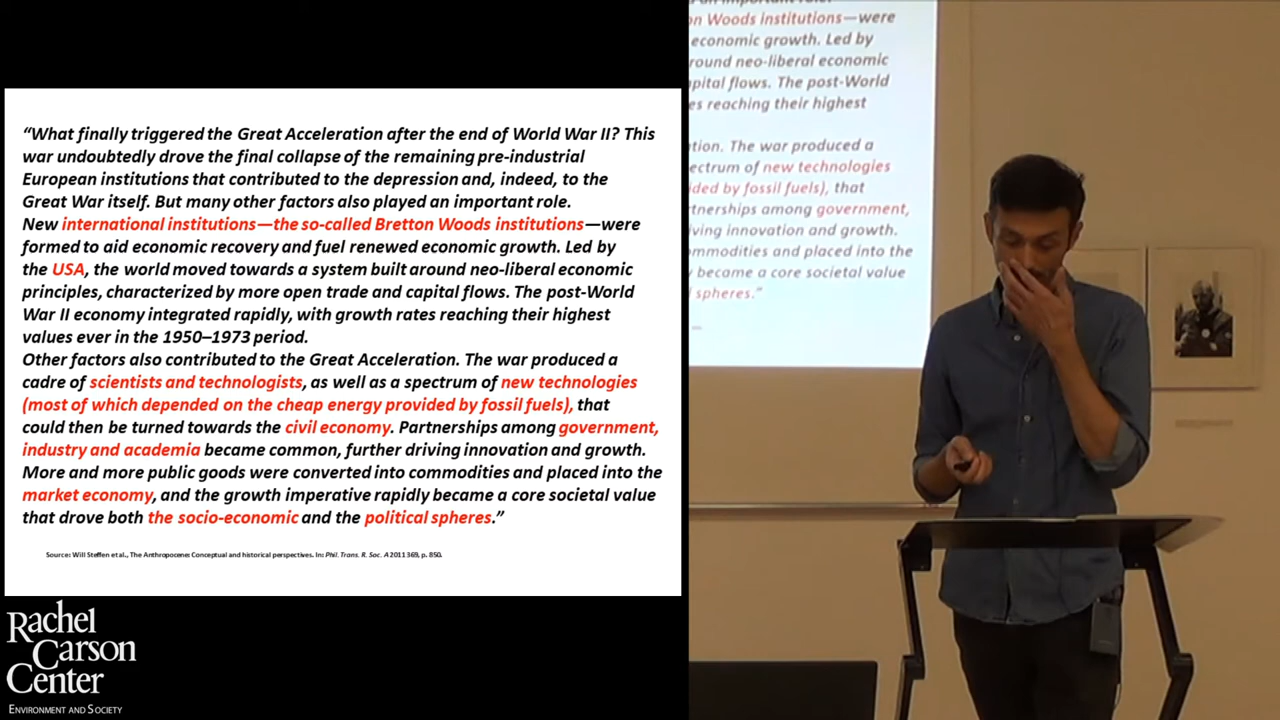 “What finally triggered the Great Acceleration after the end of World War II? This
war undoubtedly drove the final collapse of the remaining pre-industrial
European institutions that contributed to the depression and, indeed, to the
Great War itself. But many other factors also played an important role.
New international institutions—the so-called Bretton Woods institutions—were
formed to aid economic recovery and fuel renewed economic growth. Led by
the USA, the world moved towards a system built around neo-liberal economic
principles, characterized by more open trade and capital flows. The post-World
War II economy integrated rapidly, with growth rates reaching their highest
values ever in the 1950–1973 period.
Other factors also contributed to the Great Acceleration. The war produced a
cadre of scientists and technologists, as well as a spectrum of new technologies
(most of which depended on the cheap energy provided by fossil fuels), that
could then be turned towards the civil economy. Partnerships among government,
industry and academia became common, further driving innovation and growth.
More and more public goods were converted into commodities and placed into the
market economy, and the growth imperative rapidly became a core societal value
that drove both the socio-economic and the political spheres.”
Source: Will Steffen et al., The Anthropocene: Conceptual and historical perspectives. In: Phil. Trans. R. Soc. A 2011 369, p. 850.
Rachel
Carson
Center
Environment and Society
on Woods institutions—were
economic growth. Led by
round neo-liberal economic
pital flows. The post-World
es reaching their highest
tion. The war produced a
ectrum of new technologies
ided by fossil fuels), that
rtnerships among government,
iving innovation and growth.
mmodities and placed into the
y became a core societal value
l spheres.”